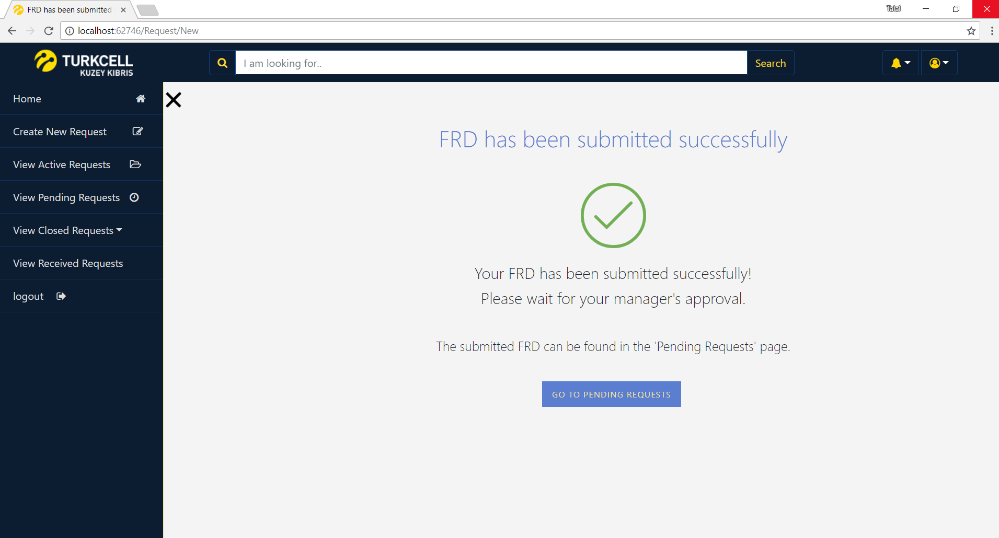 FRD has been submitted
Talal
localhost:62746/Request/New
TURKCELL
KUZEY KIBRIS
I am looking for..
Search
Home
Create New Request
View Active Requests
View Pending Requests
View Closed Requests
View Received Requests
logout
FRD has been submitted successfully
Your FRD has been submitted successfully!
Please wait for your manager's approval.
The submitted FRD can be found in the 'Pending Requests' page.
GO TO PENDING REQUESTS